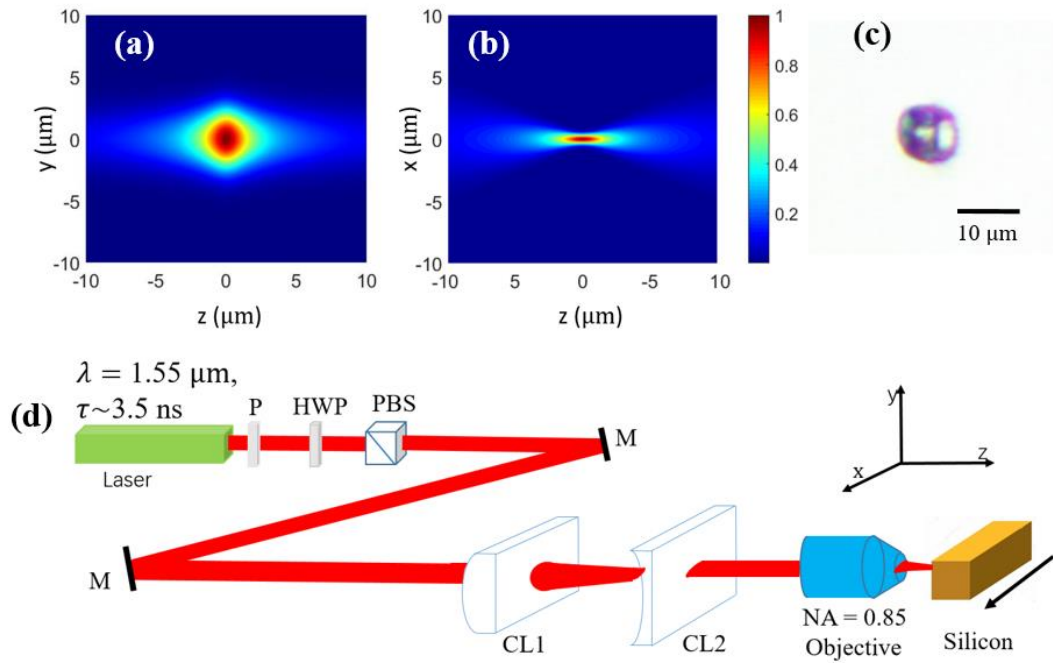 (a)
10
5
0
-5
-10
y (μm)
-10 -5 0 5 10
z (μm)
(b)
10
5
0
-5
-10
x (μm)
-10 5 0 -5 10
z (μm)
1
0.8
0.6
0.4
0.2
(c)
10 μm
(d)
λ = 1.55 μm,
τ~3.5 ns
Laser
P
HWP
PBS
M
M
CL1
CL2
NA = 0.85
Objective
Silicon
y
x
z